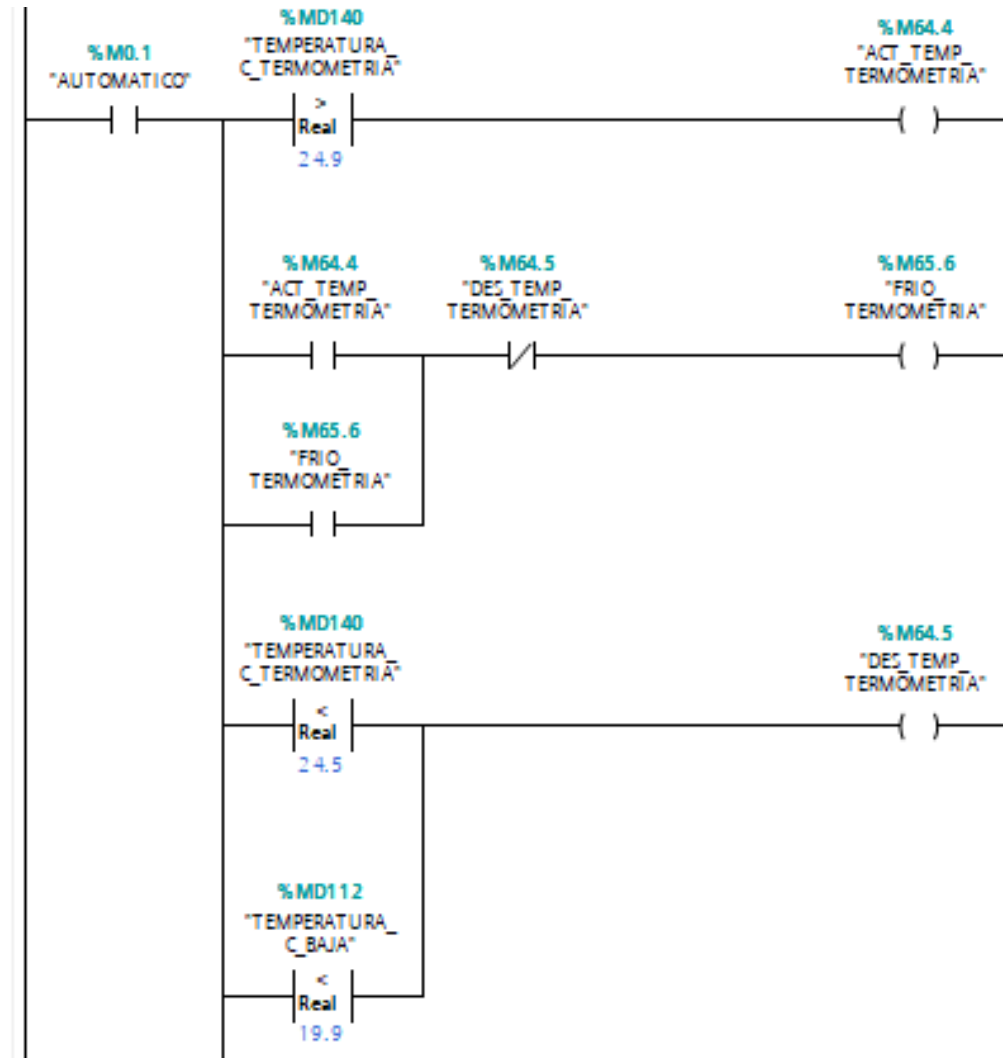 %MD140
"TEMPERATURA_
C_TERMOMETRIA"
%M64.4
"ACT_TEMP_
TERMOMETRIA"
%M0.1
"AUTOMATICO"
>
Real
24.9
%M64.4
"ACT_TEMP_
TERMOMETRIA"
%M64.5
"DES_TEMP_
TERMOMETRIA"
%M65.6
"FRIO_
TERMOMETRIA"
%M65.6
"FRIO_
TERMOMETRIA"
%MD140
"TEMPERATURA_
C_TERMOMETRIA"
%M64.5
"DES_TEMP_
TERMOMETRIA"
<
Real
24.5
%MD112
"TEMPERATURA_
C_BAJA"
<
Real
19.9